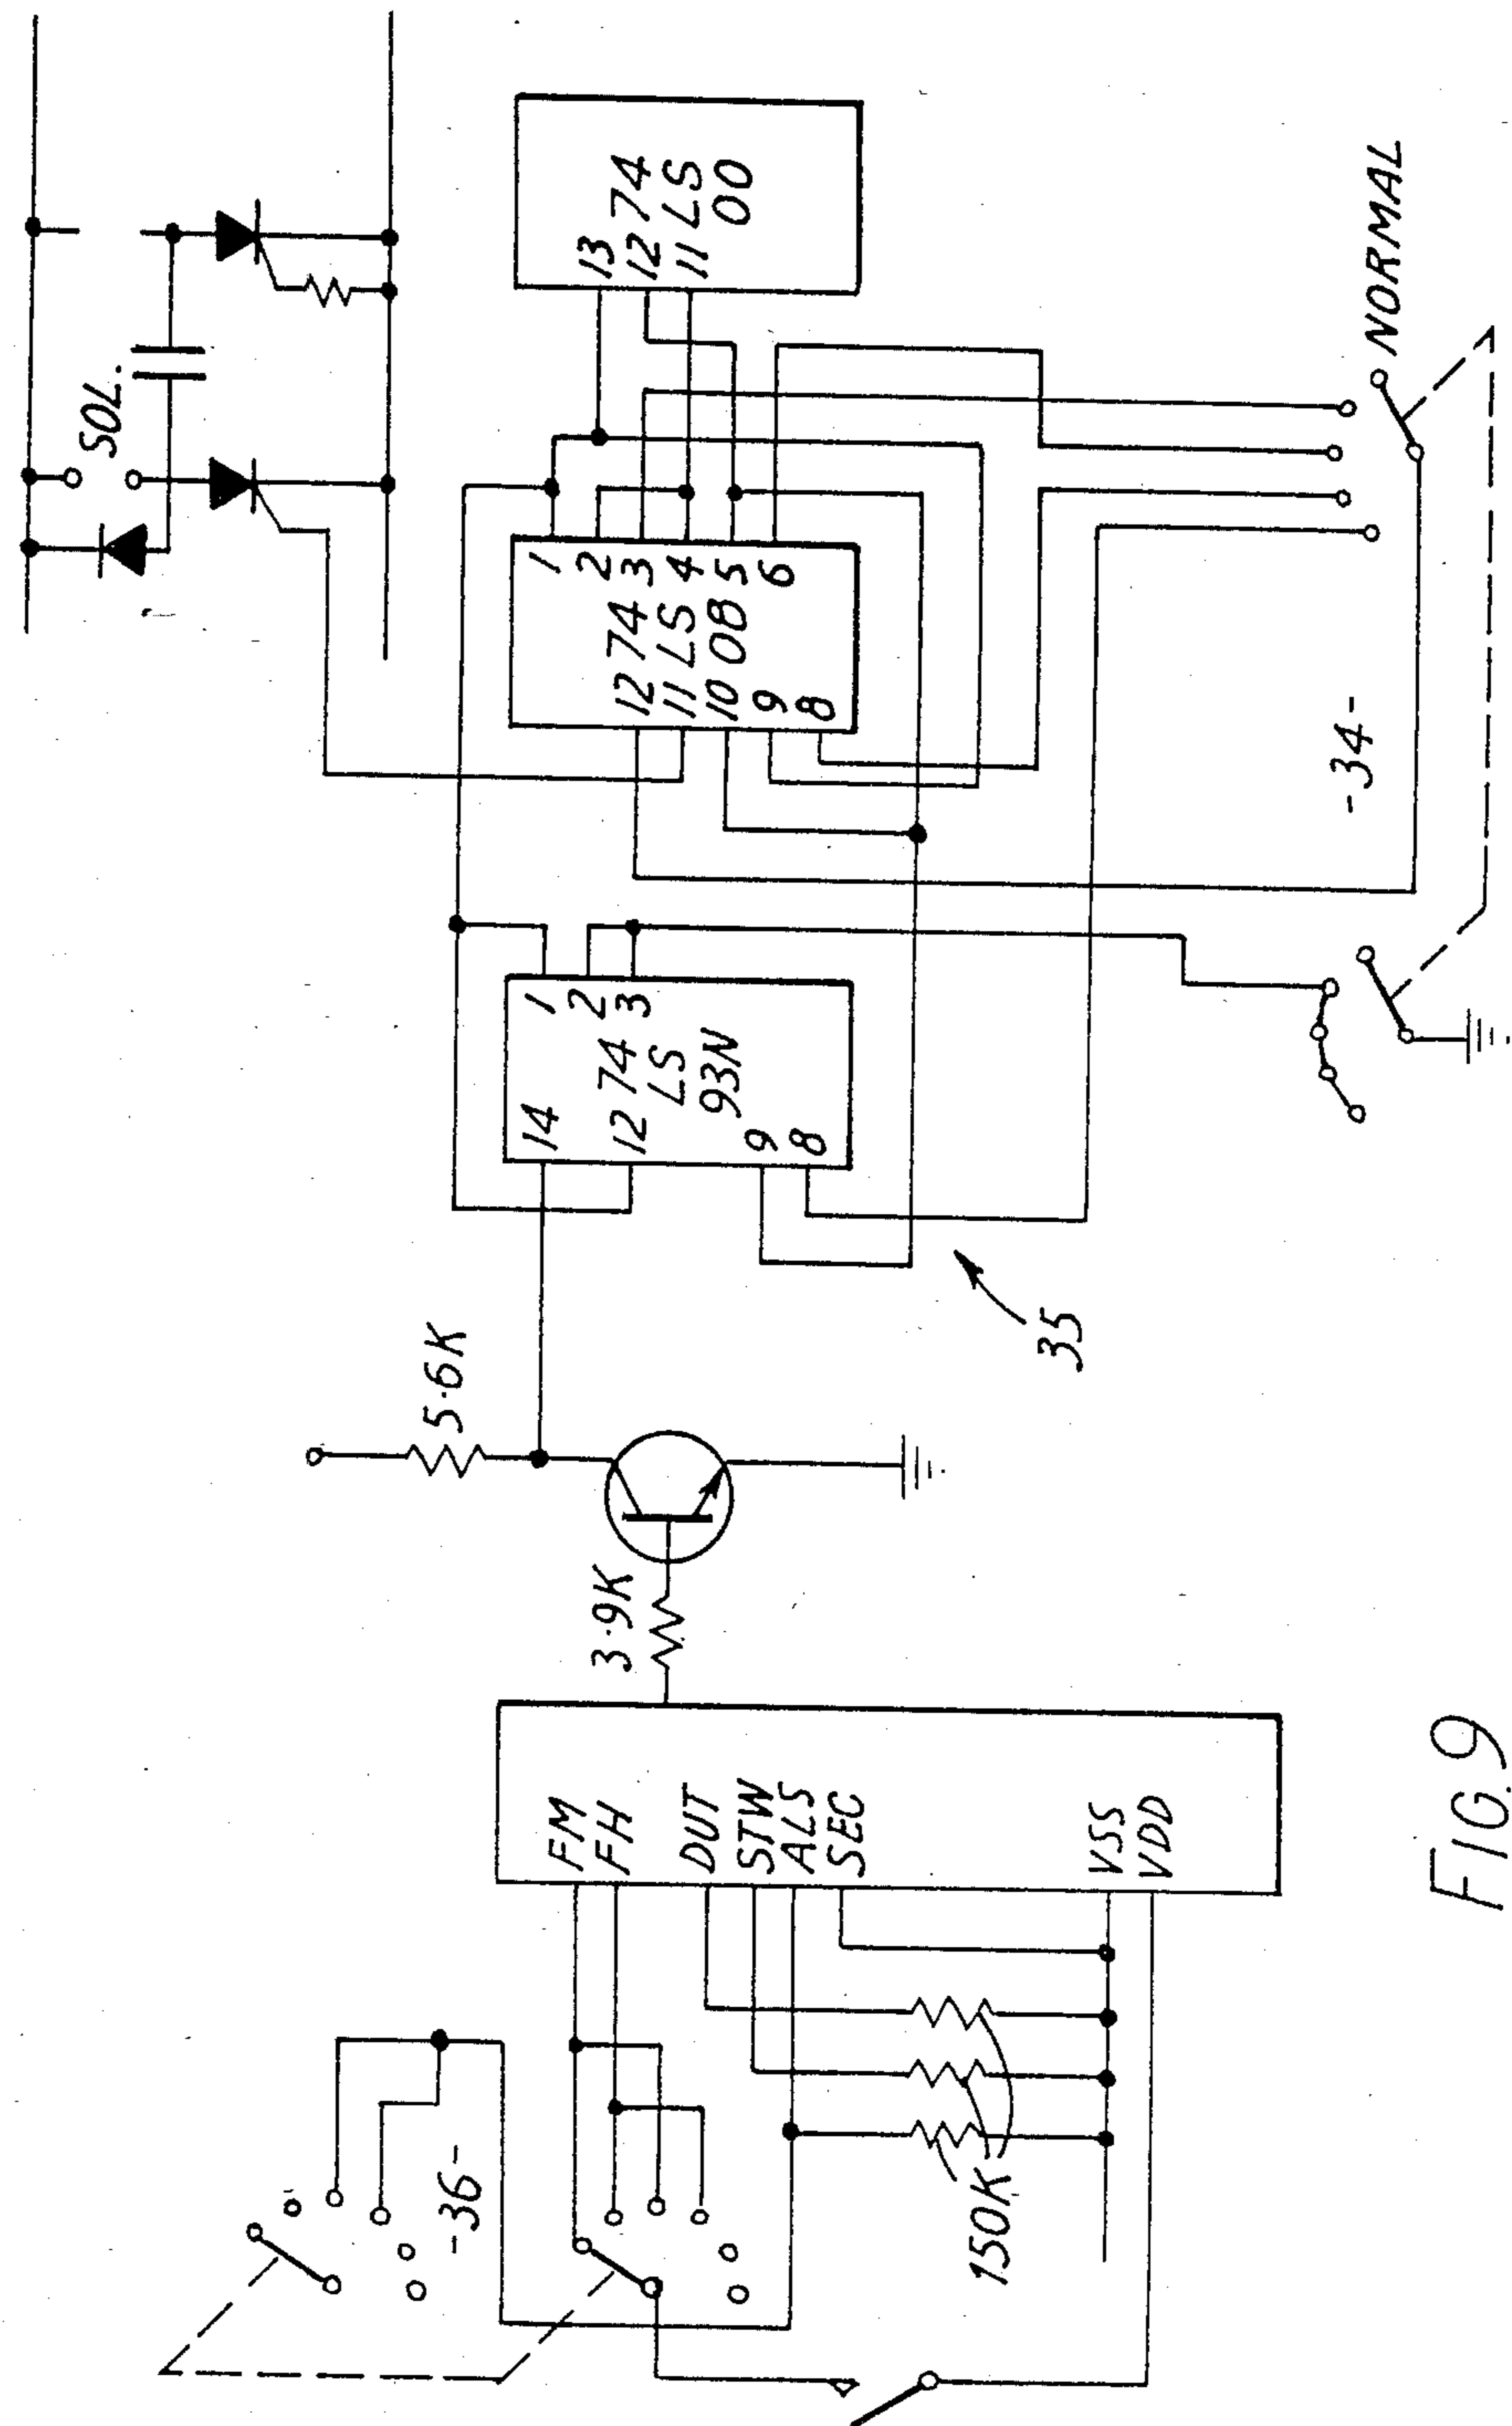 SOL.
13
12 74
11 LS
00
1
2
3
4
5
6
12 74
11 LS
10 08
9
8
NORMAL
-34-
1
2
3
14
12 74
LS
93N
9
8
35
5.6K
3.9K
FM
FH
DUT
STW
ALS
SEC
VSS
VDD
150K
-36-
FIG. 9